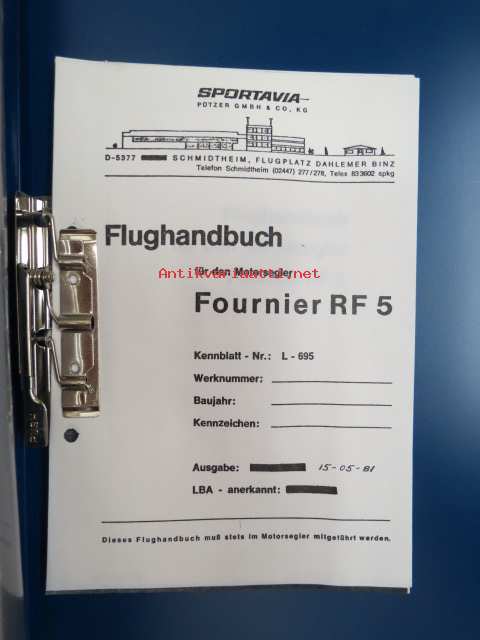 SPORTAVIA
PÜTZER GMBH & CO, KG
D-5377 SCHMIDTHEIM, FLUGPLATZ DAHLEMER BINZ
Telefon Schmidtheim (02447) 277/278, Telex 833602 spkg
Flughandbuch
für den Motorsegler
Antikvariaatti.net
Fournier RF 5
Kennblatt - Nr.: L - 695
Werknummer:
Baujahr:
Kennzeichen:
Ausgabe: 15-05-81
LBA - anerkannt:
Dieses Flughandbuch muß stets im Motorsegler mitgeführt werden.